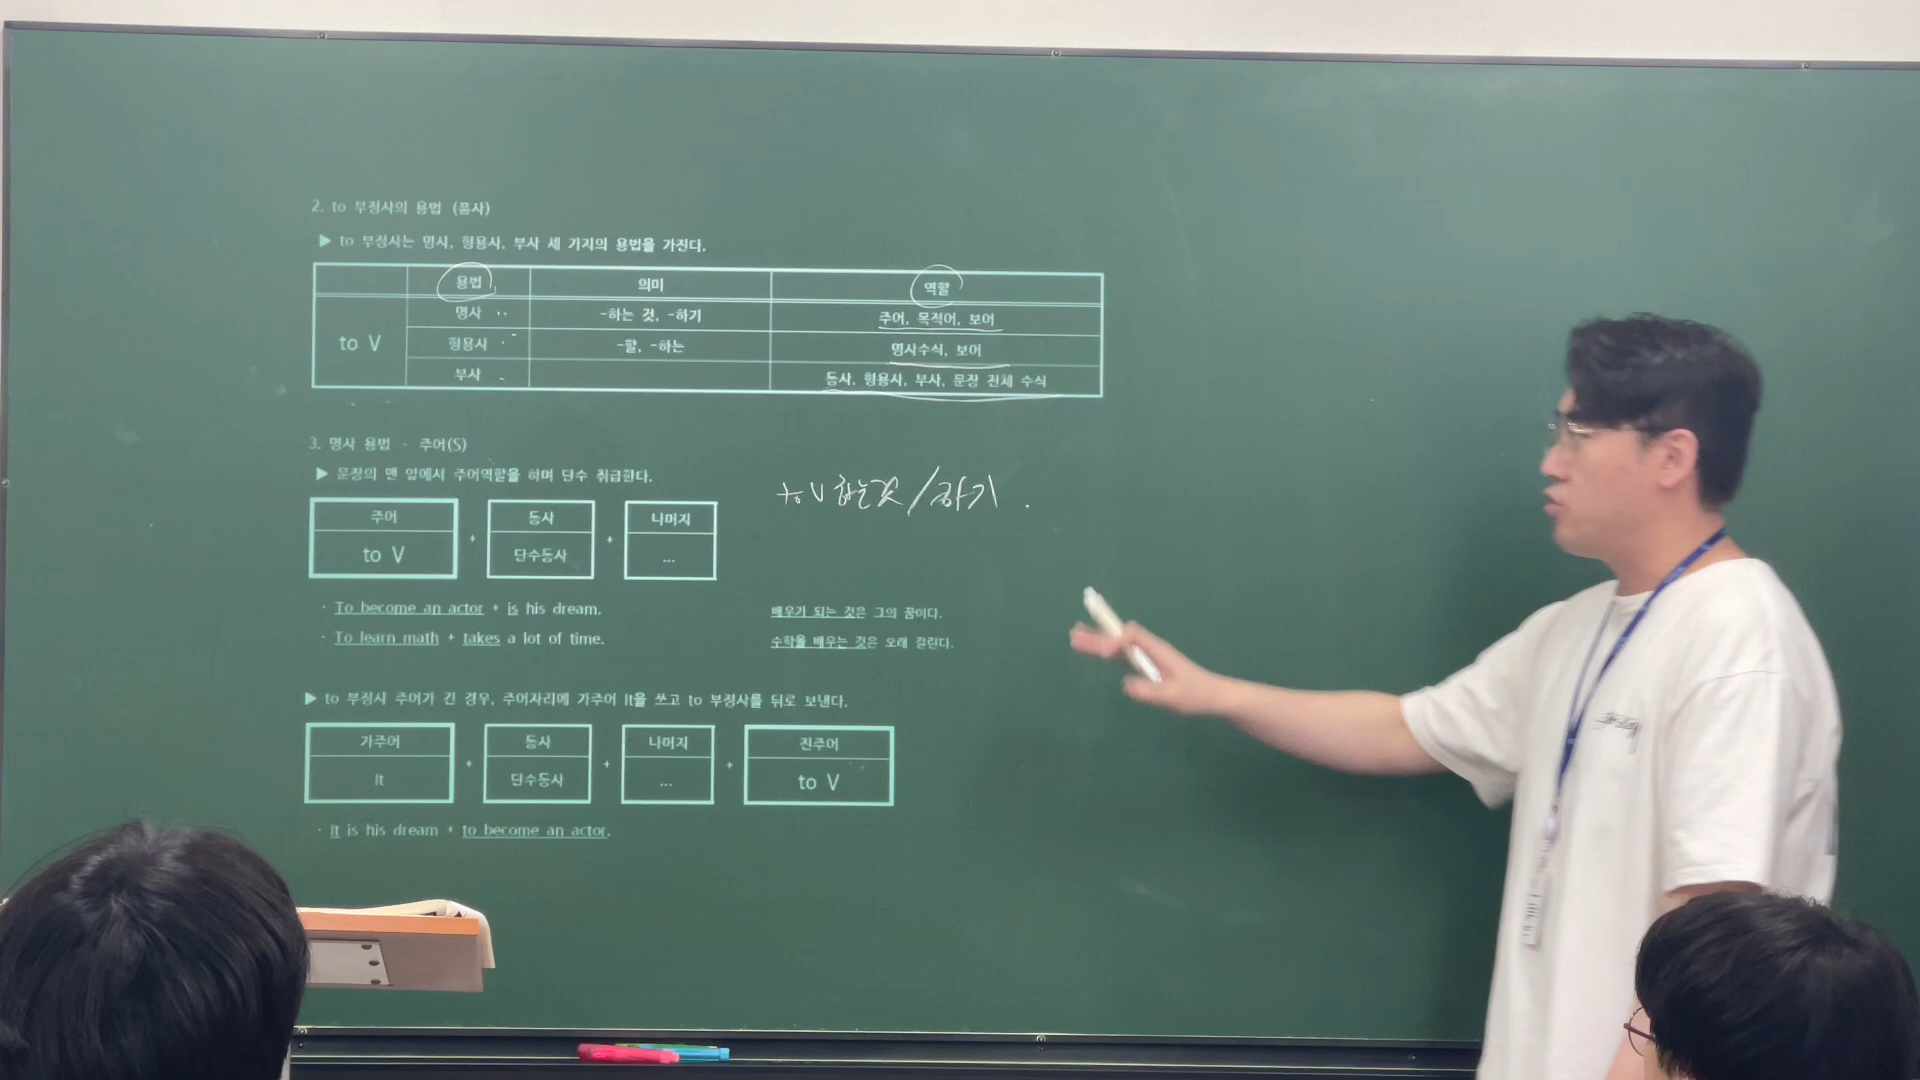 2. to 부정사의 용법 (품사)
▶ to 부정사는 명사, 형용사, 부사 세 가지의 용법을 가진다.
용법 의미 역할
to V
명사 -하는 것, -하기 주어, 목적어, 보어
형용사 -할, -하는 명사수식, 보어
부사 동사, 형용사, 부사, 문장 전체 수식
3. 명사 용법 - 주어(S)
▶ 문장의 맨 앞에서 주어역할을 하며 단수 취급한다.
to V 하는것/하기.
주어 동사 나머지
to V + 단수동사 + ...
· To become an actor + is his dream. 배우가 되는 것은 그의 꿈이다.
· To learn math + takes a lot of time. 수학을 배우는 것은 오래 걸린다.
▶ to 부정사 주어가 긴 경우, 주어자리에 가주어 It을 쓰고 to 부정사를 뒤로 보낸다.
가주어 동사 나머지 진주어
It + 단수동사 + ... + to V
· It is his dream + to become an actor.